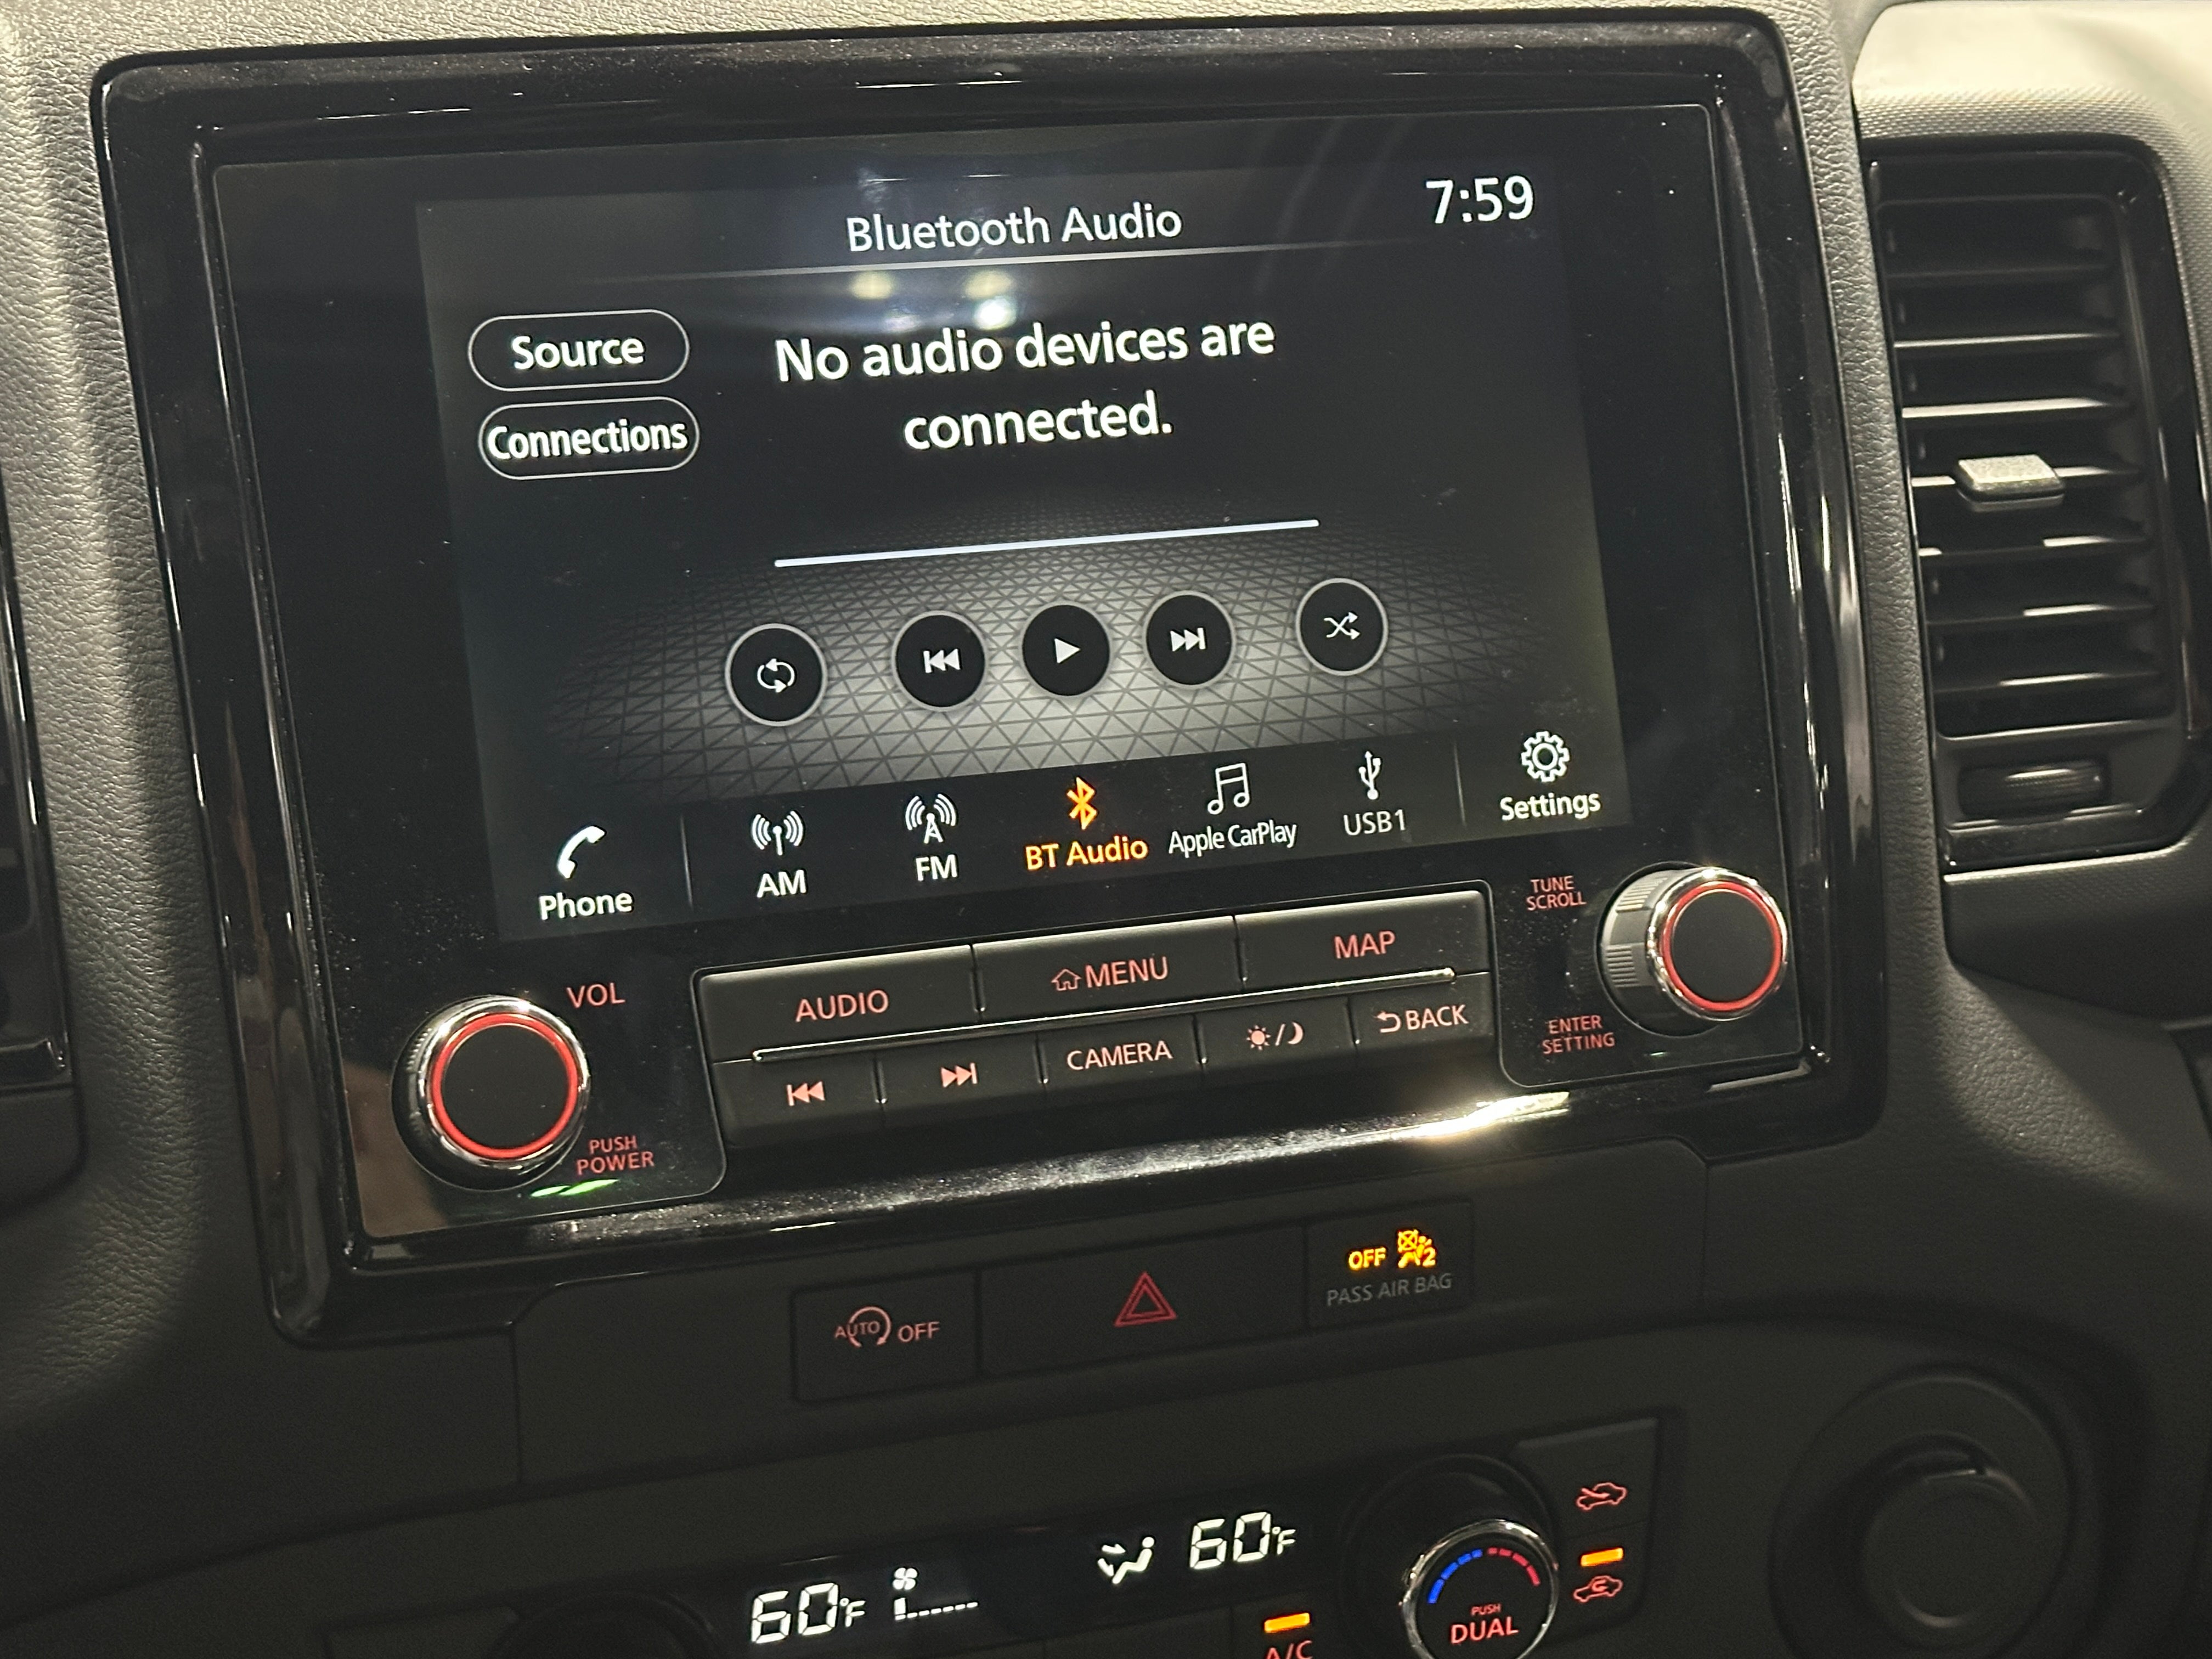 7:59
Bluetooth Audio
Source
No audio devices are
connected.
Connections
Phone
AM
FM
BT Audio
Apple CarPlay
USB1
Settings
VOL
PUSH
POWER
AUDIO
MENU
MAP
CAMERA
BACK
TUNE
SCROLL
ENTER
SETTING
AUTO OFF
OFF 2
PASS AIR BAG
60°F
60°F
A/C
PUSH
DUAL